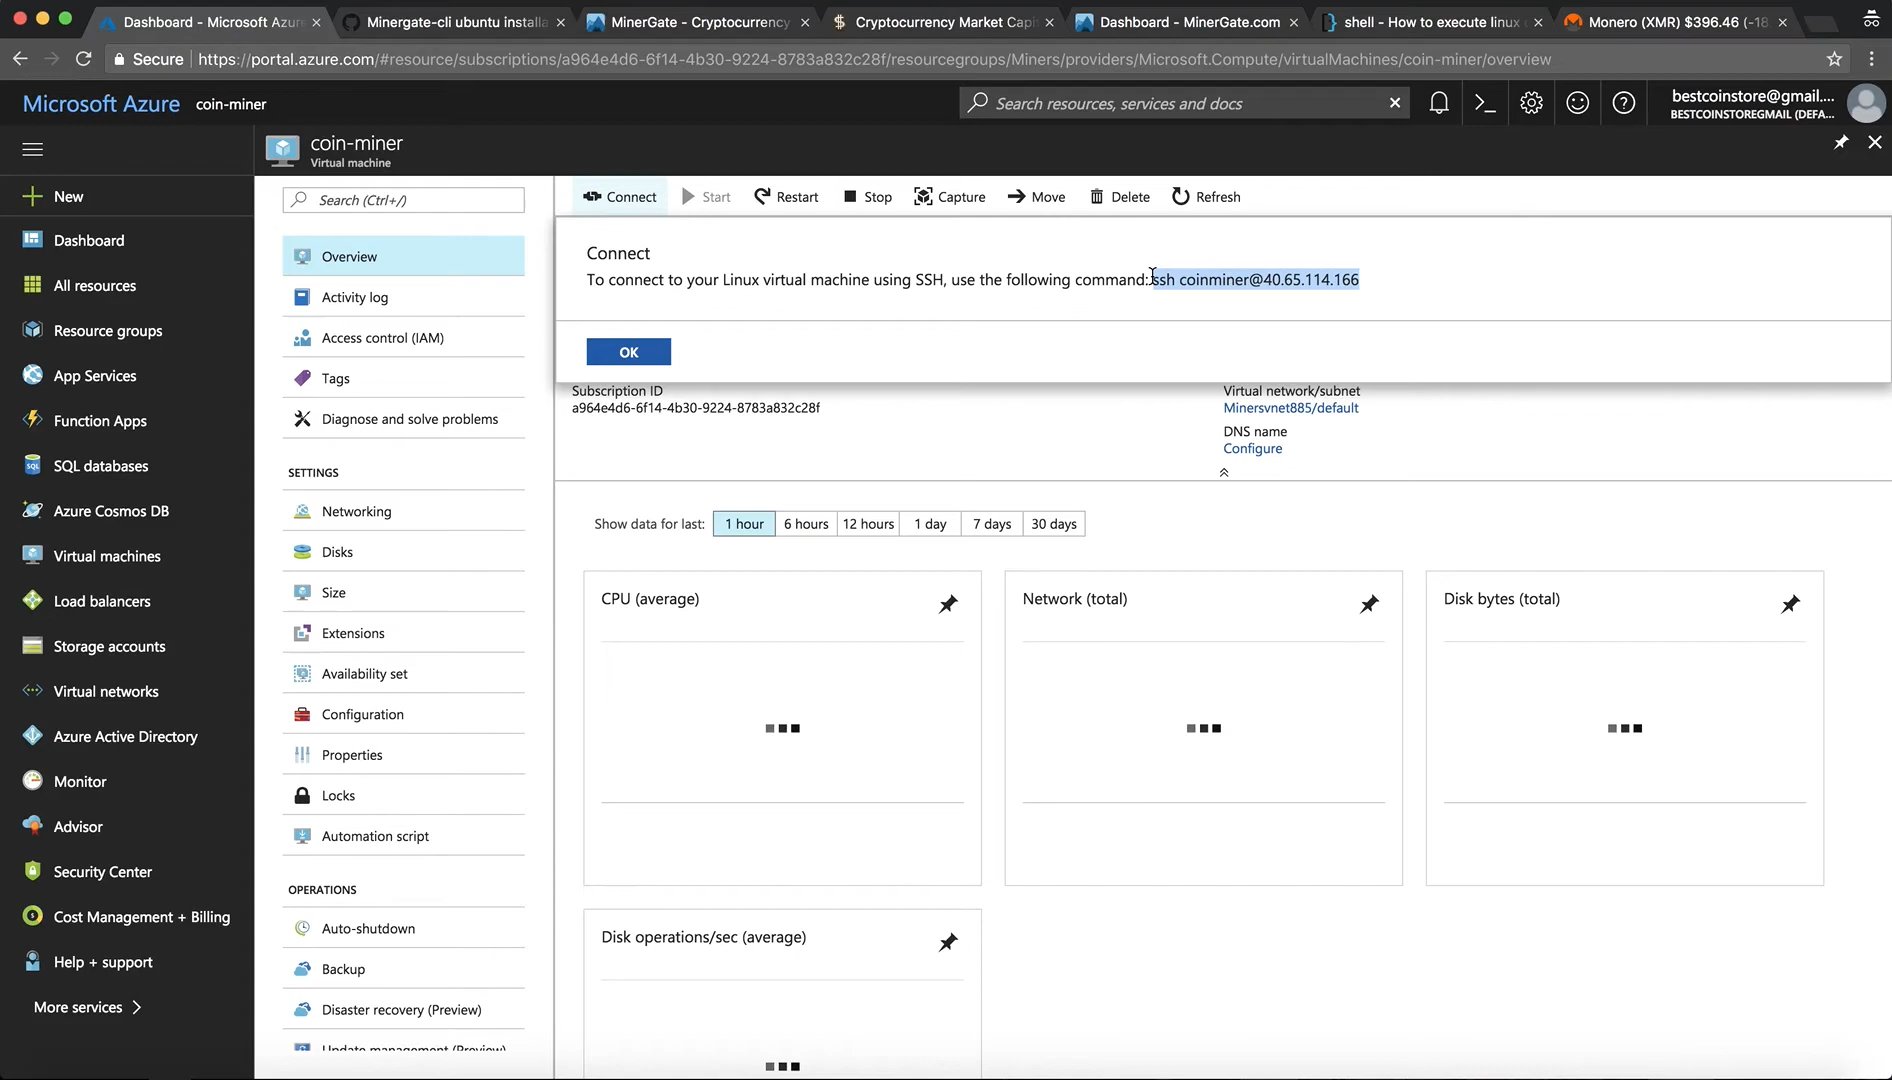 Dashboard - Microsoft Azure
Minergate-cli ubuntu installa
MinerGate - Cryptocurrency
Cryptocurrency Market Capi
Dashboard - MinerGate.com
shell - How to execute linux
Monero (XMR) $396.46 (-18.
Secure
https://portal.azure.com/#resource/subscriptions/a964e4d6-6f14-4b30-9224-8783a832c28f/resourcegroups/Miners/providers/Microsoft.Compute/virtualMachines/coin-miner/overview
Microsoft Azure
coin-miner
Search resources, services and docs
bestcoinstore@gmail....
BESTCOINSTOREGMAIL (DEFA...
coin-miner
Virtual machine
New
Dashboard
All resources
Resource groups
App Services
Function Apps
SQL databases
Azure Cosmos DB
Virtual machines
Load balancers
Storage accounts
Virtual networks
Azure Active Directory
Monitor
Advisor
Security Center
Cost Management + Billing
Help + support
More services
Search (Ctrl+/)
Overview
Activity log
Access control (IAM)
Tags
Diagnose and solve problems
SETTINGS
Networking
Disks
Size
Extensions
Availability set
Configuration
Properties
Locks
Automation script
OPERATIONS
Auto-shutdown
Backup
Disaster recovery (Preview)
Update management (Preview)
Connect
Start
Restart
Stop
Capture
Move
Delete
Refresh
Connect
To connect to your Linux virtual machine using SSH, use the following command: ssh coinminer@40.65.114.166
OK
Subscription ID
a964e4d6-6f14-4b30-9224-8783a832c28f
Virtual network/subnet
Minersvnet885/default
DNS name
Configure
Show data for last:
1 hour
6 hours
12 hours
1 day
7 days
30 days
CPU (average)
Network (total)
Disk bytes (total)
Disk operations/sec (average)